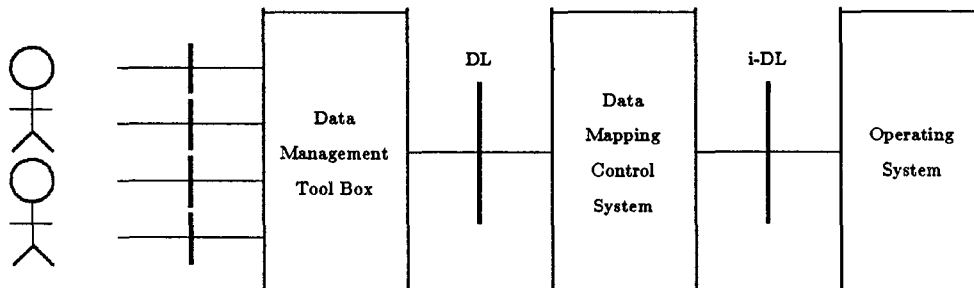 DL
i-DL
Data
Management
Tool Box
Data
Mapping
Control
System
Operating
System